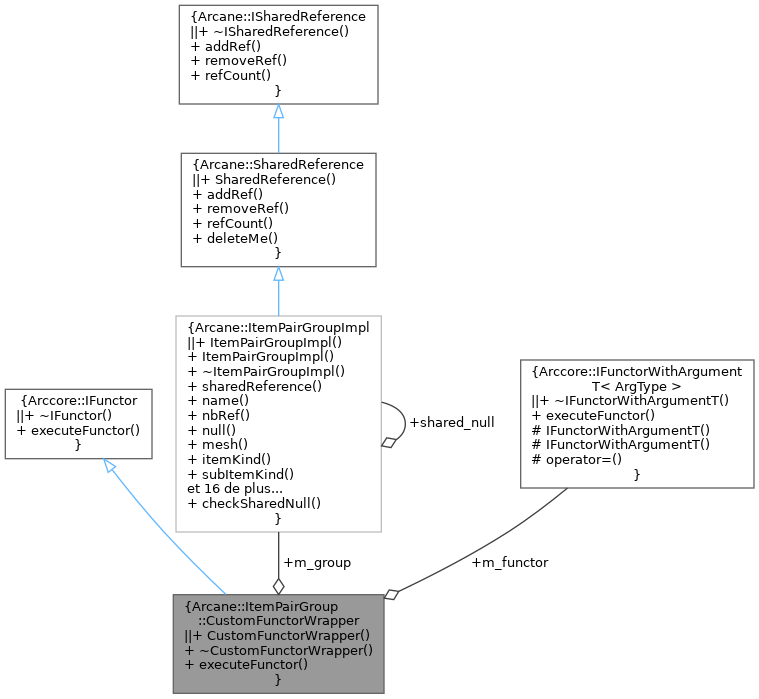 {Arcane::ISharedReference
||+ ~ISharedReference()
+ addRef()
+ removeRef()
+ refCount()
}
{Arcane::SharedReference
||+ SharedReference()
+ addRef()
+ removeRef()
+ refCount()
+ deleteMe()
}
{Arcane::ItemPairGroupImpl
||+ ItemPairGroupImpl()
+ ItemPairGroupImpl()
+ ~ItemPairGroupImpl()
+ sharedReference()
+ name()
+ nbRef()
+ null()
+ mesh()
+ itemKind()
+ subItemKind()
et 16 de plus...
+ checkSharedNull()
}
+shared_null
{Arccore::IFunctor
||+ ~IFunctor()
+ executeFunctor()
}
{Arccore::IFunctorWithArgument
T< ArgType >
||+ ~IFunctorWithArgumentT()
+ executeFunctor()
# IFunctorWithArgumentT()
# IFunctorWithArgumentT()
# operator=()
}
+m_group
+m_functor
{Arcane::ItemPairGroup
::CustomFunctorWrapper
||+ CustomFunctorWrapper()
+ ~CustomFunctorWrapper()
+ executeFunctor()
}